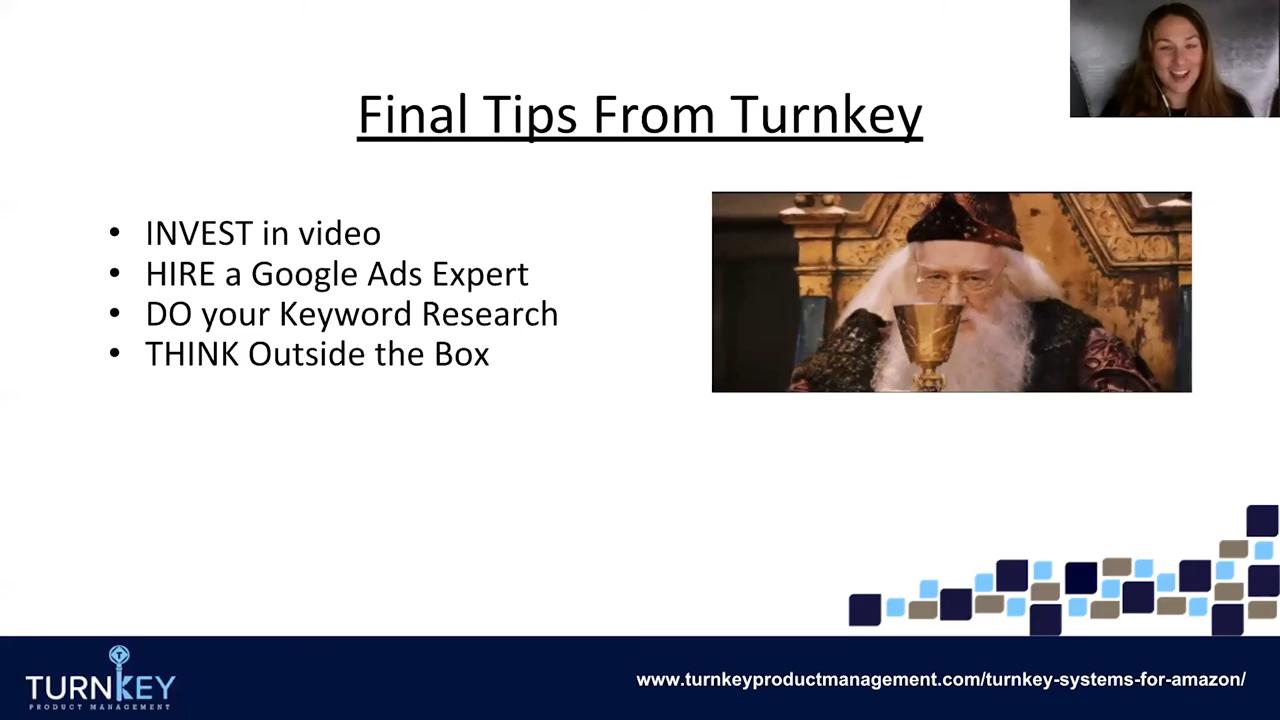 Final Tips From Turnkey
• INVEST in video
• HIRE a Google Ads Expert
• DO your Keyword Research
• THINK Outside the Box
T
TURNKEY
PRODUCT MANAGEMENT
www.turnkeyproductmanagement.com/turnkey-systems-for-amazon/